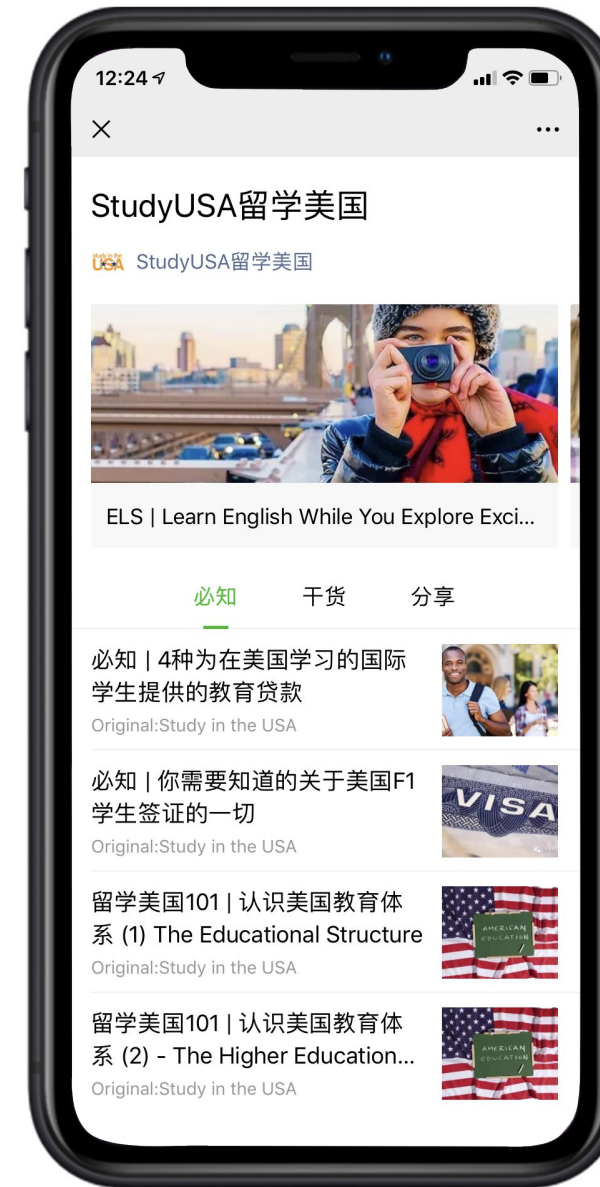 12:24
StudyUSA留学美国
study in the
USA
StudyUSA留学美国
ELS | Learn English While You Explore Exci...
必知 干货 分享
必知 | 4种为在美国学习的国际
学生提供的教育贷款
Original:Study in the USA
必知 | 你需要知道的关于美国F1
学生签证的一切
Original:Study in the USA
VISA
留学美国101 | 认识美国教育体
系 (1) The Educational Structure
Original:Study in the USA
AMERICAN
EDUCATION
留学美国101 | 认识美国教育体
系 (2) - The Higher Education...
Original:Study in the USA
AMERICAN
EDUCATION